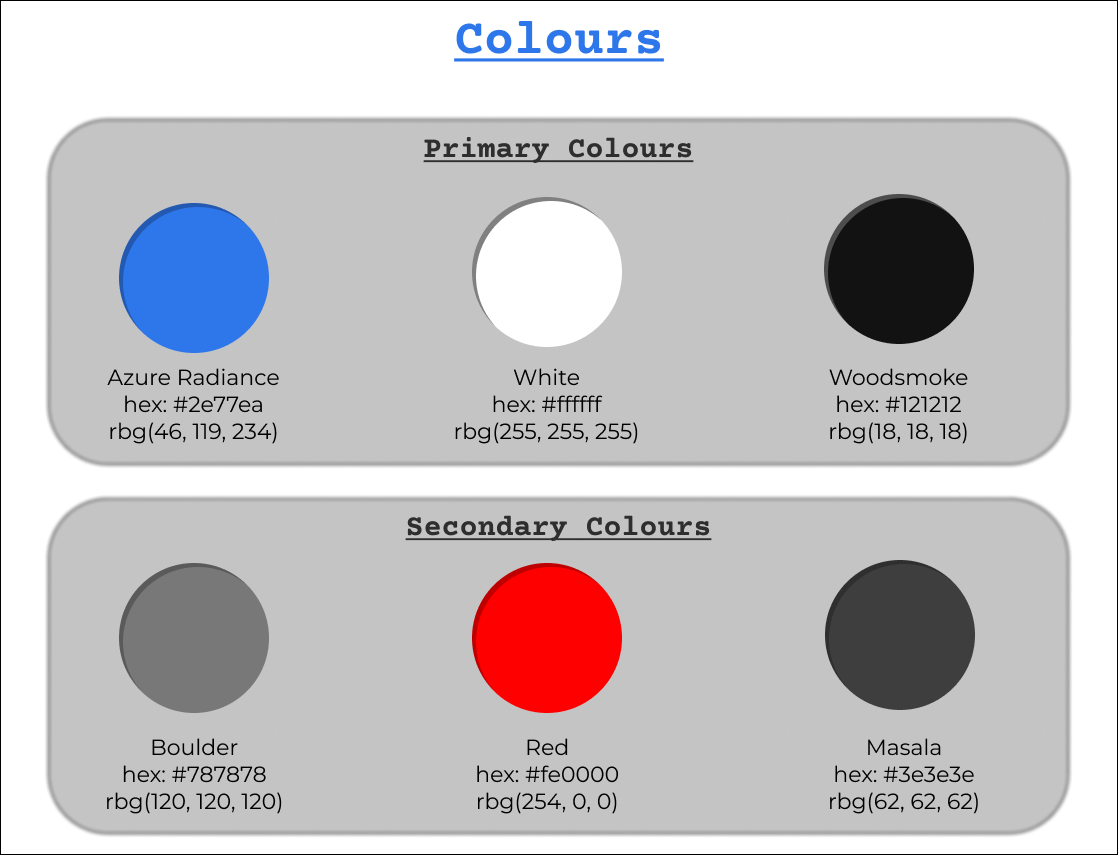 Colours
Primary Colours
Azure Radiance
hex: #2e77ea
rbg(46, 119, 234)
White
hex: #ffffff
rbg(255, 255, 255)
Woodsmoke
hex: #121212
rbg(18, 18, 18)
Secondary Colours
Boulder
hex: #787878
rbg(120, 120, 120)
Red
hex: #fe0000
rbg(254, 0, 0)
Masala
hex: #3e3e3e
rbg(62, 62, 62)